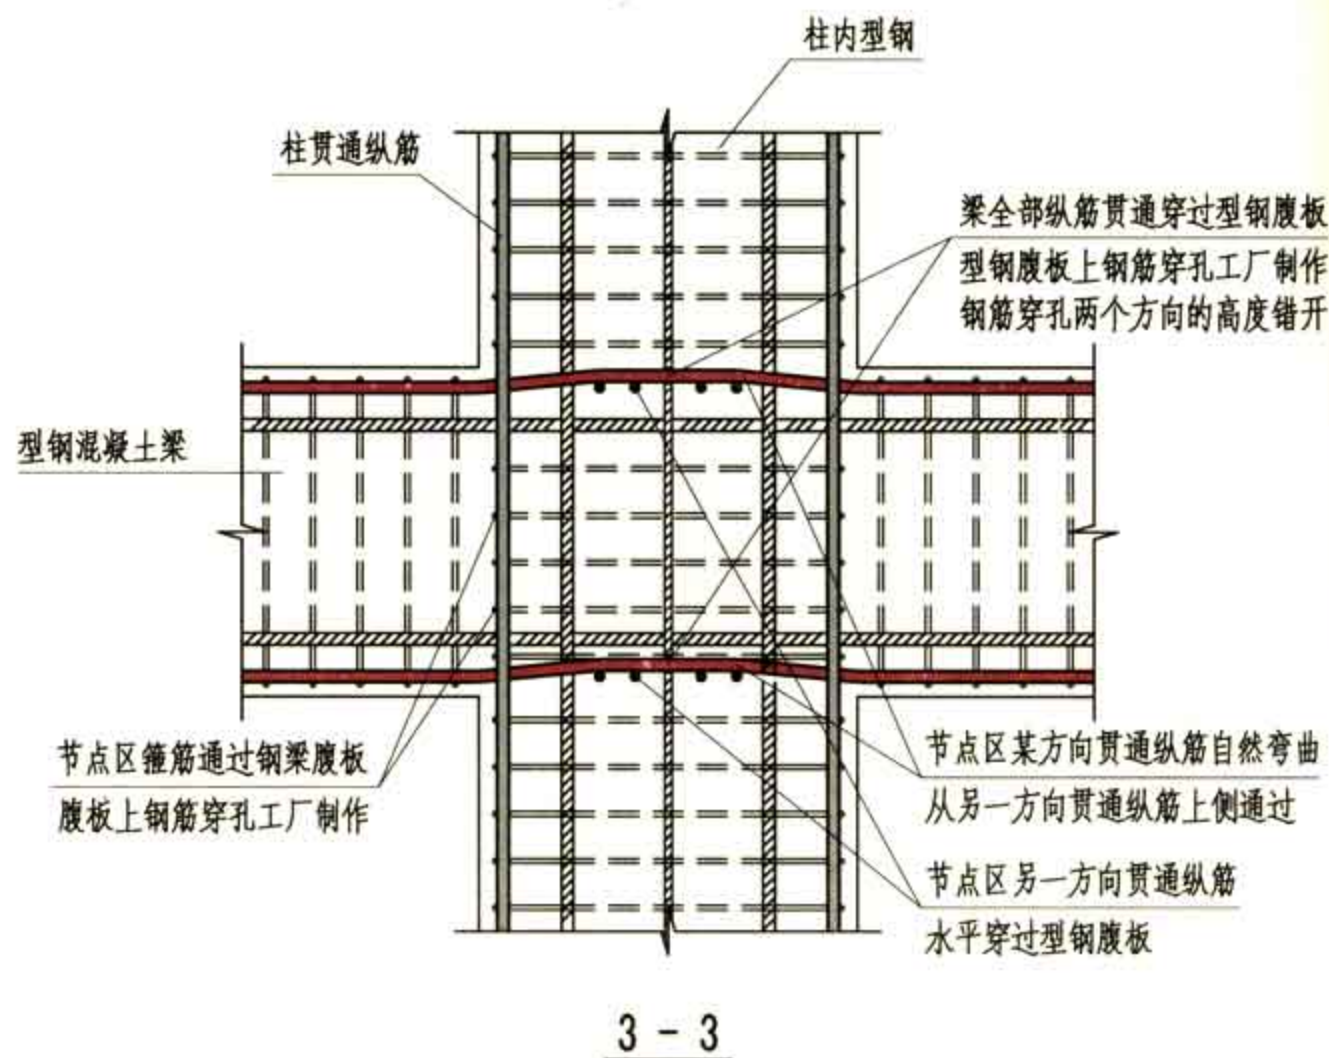 柱内型钢
柱贯通纵筋
梁全部纵筋贯通穿过型钢腹板
型钢腹板上钢筋穿孔工厂制作
钢筋穿孔两个方向的高度错开
型钢混凝土梁
节点区箍筋通过钢梁腹板
腹板上钢筋穿孔工厂制作
节点区某方向贯通纵筋自然弯曲
从另一方向贯通纵筋上侧通过
节点区另一方向贯通纵筋
水平穿过型钢腹板
3 - 3